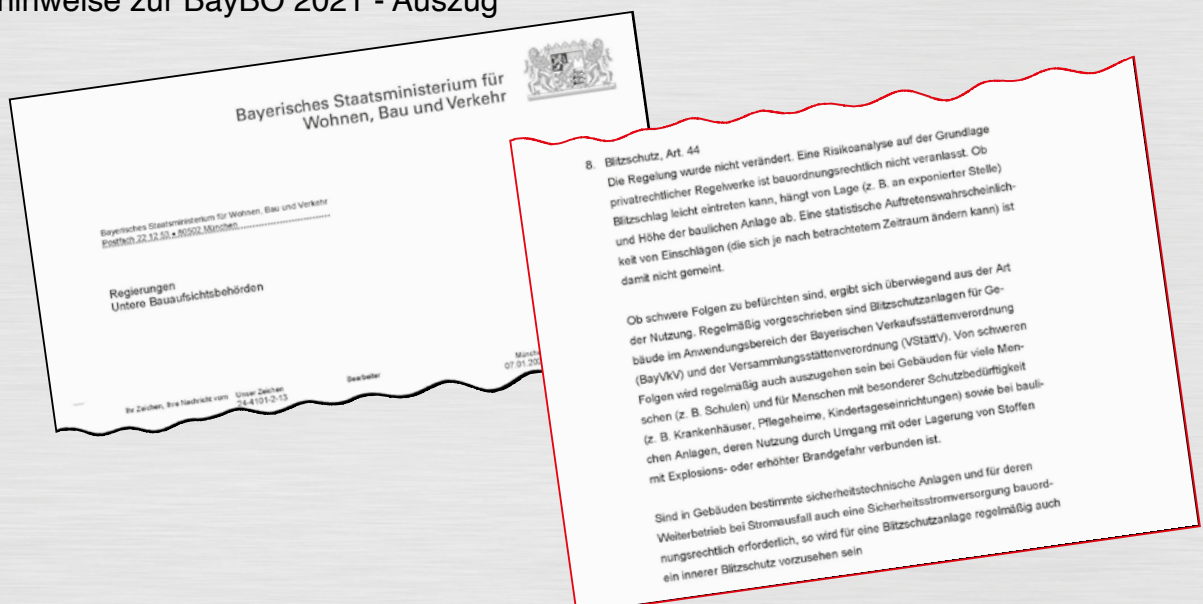 hinweise zur BayBO 2021 - Auszug
Bayerisches Staatsministerium für
Wohnen, Bau und Verkehr
Bayerisches Staatsministerium für Wohnen, Bau und Verkehr
Postfach 22 12 53 • 80502 München
Regierungen
Untere Bauaufsichtsbehörden
Ihr Zeichen, Ihre Nachricht vom
Unser Zeichen
24-4101-2-13
Bearbeiter
Münche
07.01.202
8. Blitzschutz, Art. 44
Die Regelung wurde nicht verändert. Eine Risikoanalyse auf der Grundlage
privatrechtlicher Regelwerke ist bauordnungsrechtlich nicht veranlasst. Ob
Blitzschlag leicht eintreten kann, hängt von Lage (z. B. an exponierter Stelle)
und Höhe der baulichen Anlage ab. Eine statistische Auftretenswahrscheinlich-
keit von Einschlägen (die sich je nach betrachtetem Zeitraum ändern kann) ist
damit nicht gemeint.
Ob schwere Folgen zu befürchten sind, ergibt sich überwiegend aus der Art
der Nutzung. Regelmäßig vorgeschrieben sind Blitzschutzanlagen für Ge-
bäude im Anwendungsbereich der Bayerischen Verkaufsstättenverordnung
(BayVkV) und der Versammlungsstättenverordnung (VStättV). Von schweren
Folgen wird regelmäßig auch auszugehen sein bei Gebäuden für viele Men-
schen (z. B. Schulen) und für Menschen mit besonderer Schutzbedürftigkeit
(z. B. Krankenhäuser, Pflegeheime, Kindertageseinrichtungen) sowie bei bauli-
chen Anlagen, deren Nutzung durch Umgang mit oder Lagerung von Stoffen
mit Explosions- oder erhöhter Brandgefahr verbunden ist.
Sind in Gebäuden bestimmte sicherheitstechnische Anlagen und für deren
Weiterbetrieb bei Stromausfall auch eine Sicherheitsstromversorgung bauord-
nungsrechtlich erforderlich, so wird für eine Blitzschutzanlage regelmäßig auch
ein innerer Blitzschutz vorzusehen sein